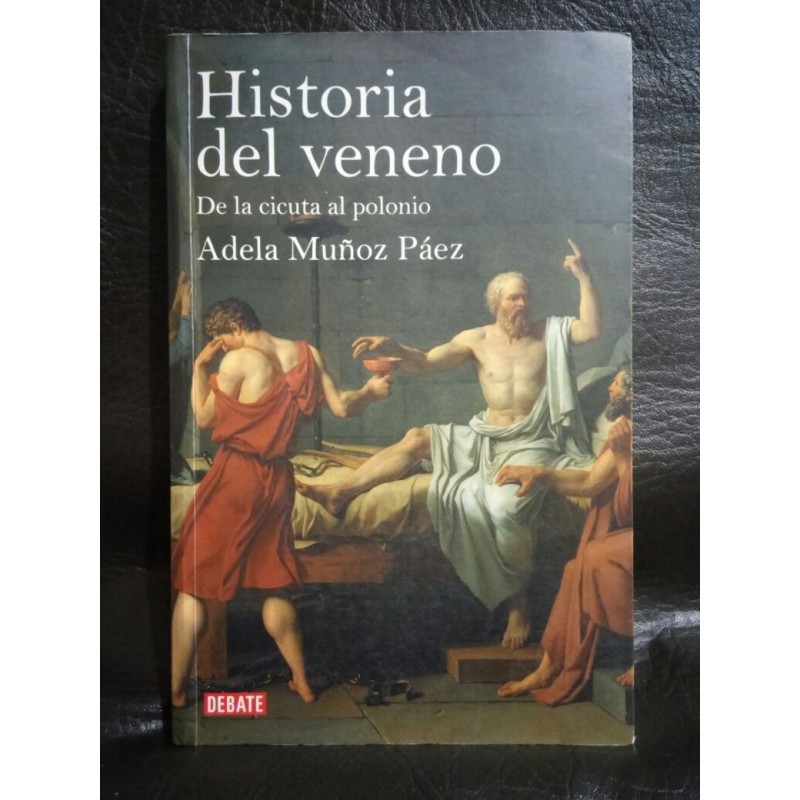 Historia
del veneno
De la cicuta al polonio
Adela Muñoz Páez
DEBATE